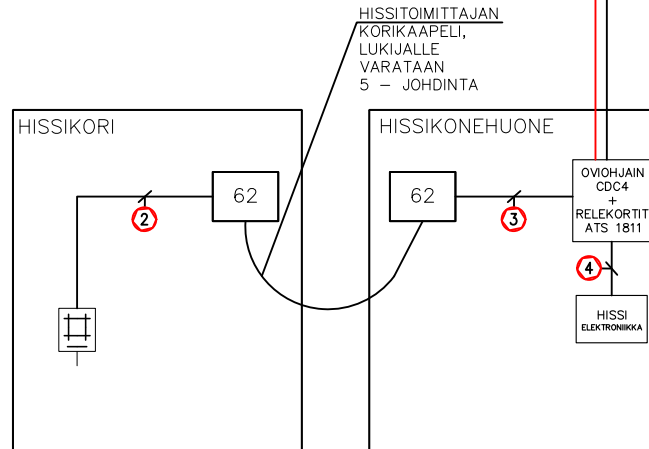 HISSITOIMITTAJAN
KORIKAAPELI,
LUKIJALLE
VARATAAN
5 – JOHDINTA
HISSIKORI
HISSIKONEHUONE
62
62
2
3
OVIOHJAIN
CDC4
+
RELEKORTIT
ATS 1811
4
HISSI
ELEKTRONIIKKA